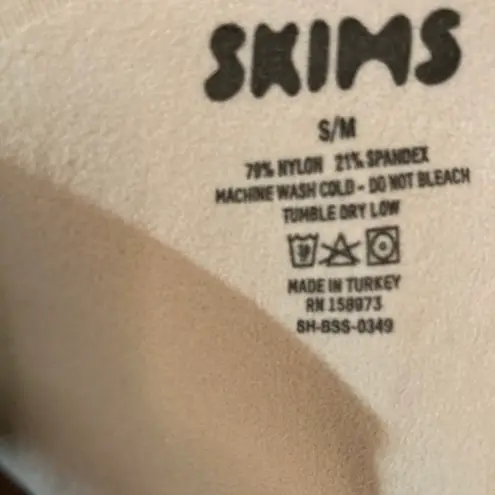 SKIMS
S/M
79% NYLON 21% SPANDEX
MACHINE WASH COLD - DO NOT BLEACH
TUMBLE DRY LOW
30
MADE IN TURKEY
RN 158973
SH-BSS-0349